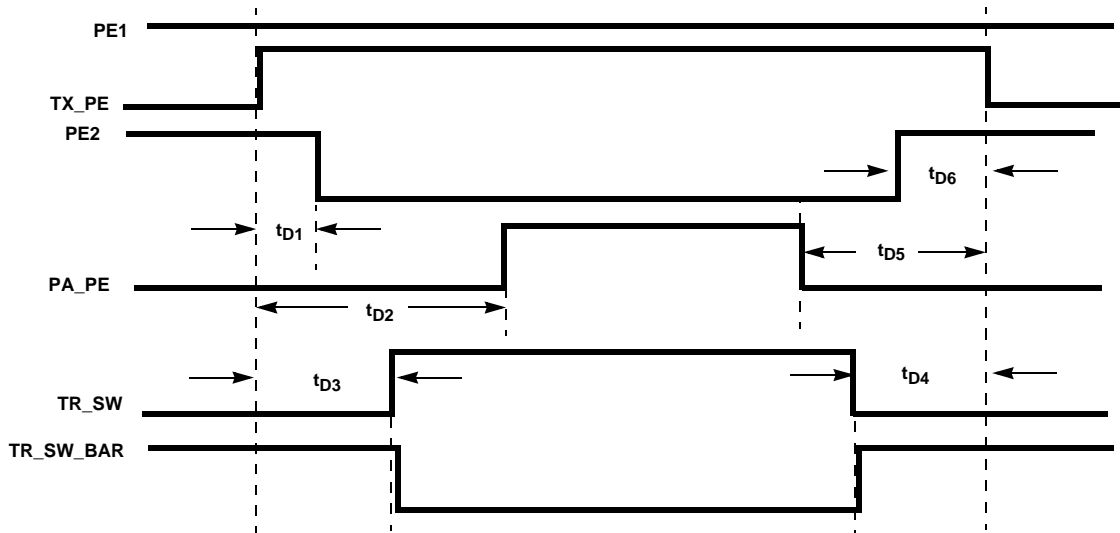 PE1
TX_PE
PE2
tD6
tD1
tD5
PA_PE
tD2
tD3
tD4
TR_SW
TR_SW_BAR